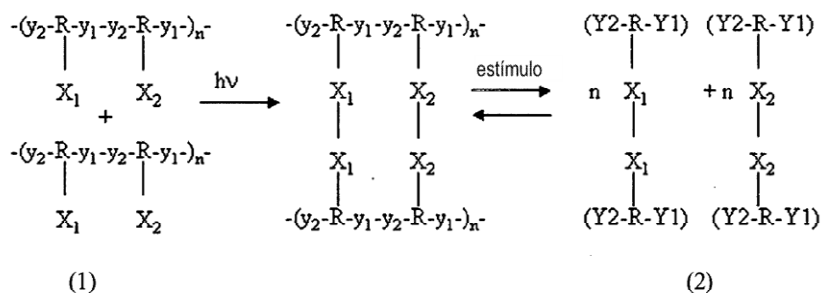 -(y₂-R-y₁-y₂-R-y₁-)ₙ- -(y₂-R-y₁-y₂-R-y₁-)ₙ- (Y2-R-Y1) (Y2-R-Y1)
X₁ X₂ hν X₁ X₂ estímulo n X₁ + n X₂
+
-(y₂-R-y₁-y₂-R-y₁-)ₙ- X₁ X₂ X₁ X₂
X₁ X₂ -(y₂-R-y₁-y₂-R-y₁-)ₙ- (Y2-R-Y1) (Y2-R-Y1)
(1) (2)